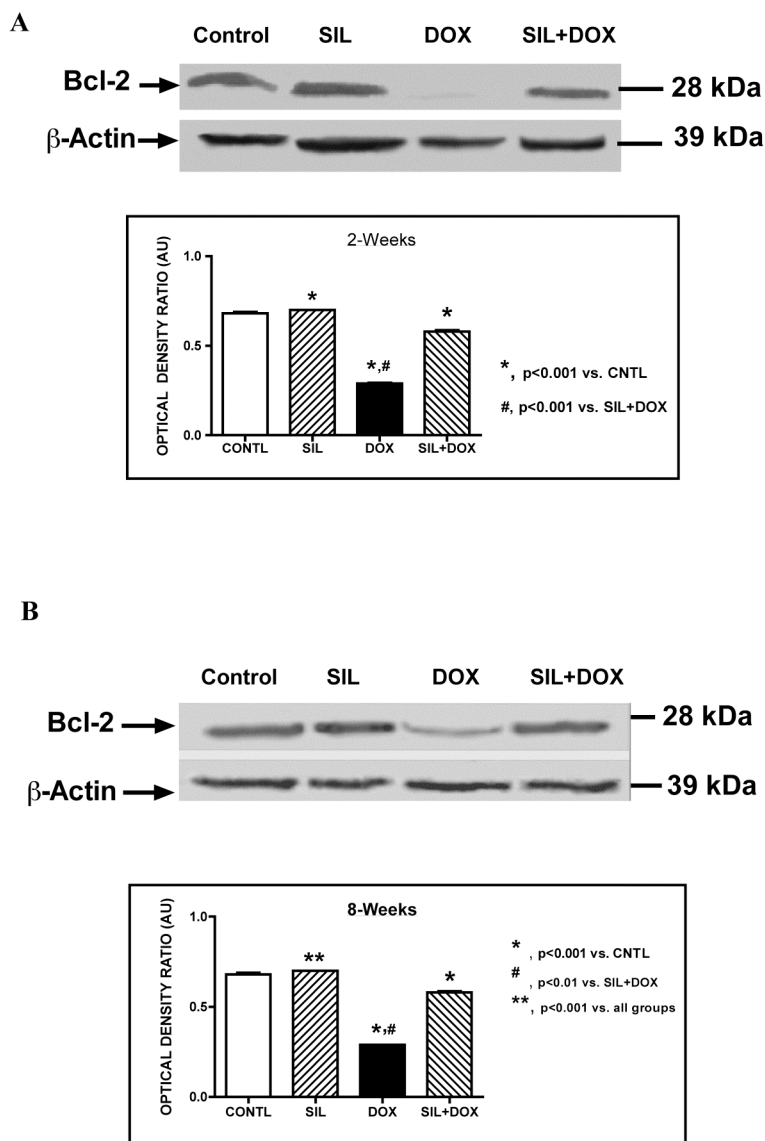 A
Control SIL DOX SIL+DOX
Bcl-2 28 kDa
β-Actin 39 kDa
2-Weeks
OPTICAL DENSITY RATIO (AU)
1.0
0.5
0.0
* * *,#
*, p<0.001 vs. CNTL
#, p<0.001 vs. SIL+DOX
CONTL SIL DOX SIL+DOX
B
Control SIL DOX SIL+DOX
Bcl-2 28 kDa
β-Actin 39 kDa
8-Weeks
OPTICAL DENSITY RATIO (AU)
1.0
0.5
0.0
** * *,#
* , p<0.001 vs. CNTL
# , p<0.01 vs. SIL+DOX
**, p<0.001 vs. all groups
CONTL SIL DOX SIL+DOX